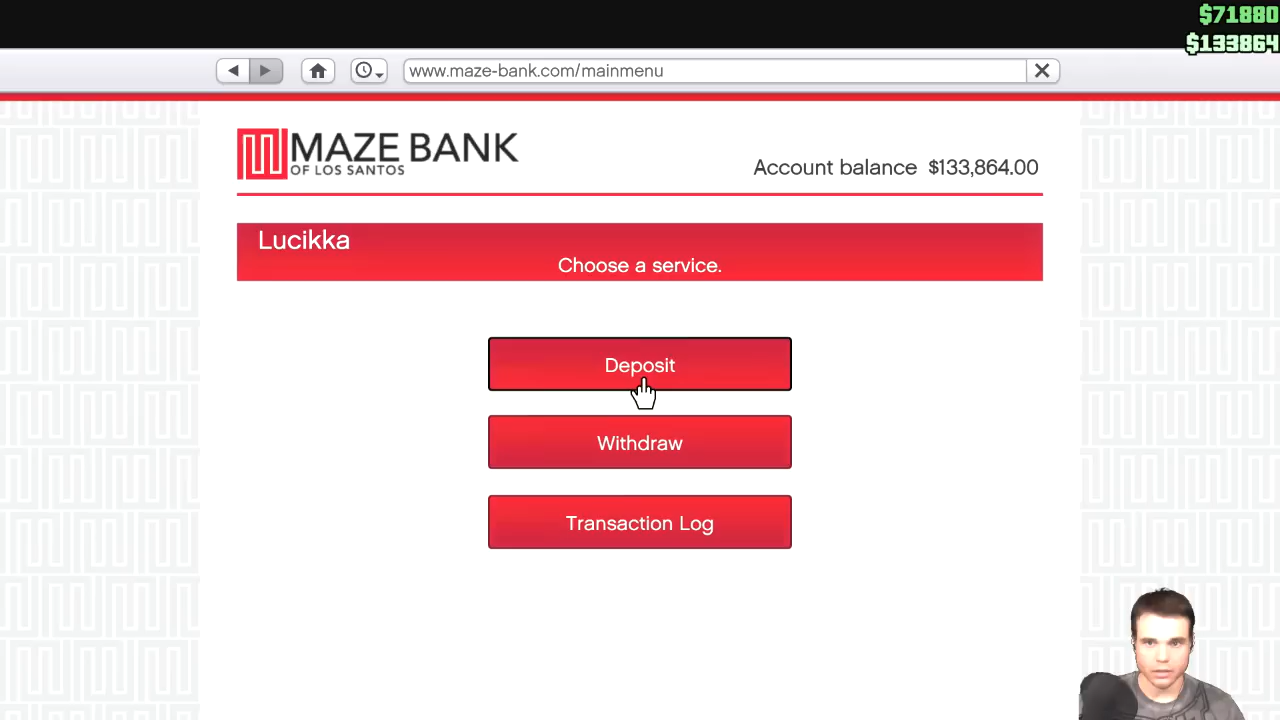 $71880
$133864
www.maze-bank.com/mainmenu
MAZE BANK
OF LOS SANTOS
Account balance $133,864.00
Lucikka
Choose a service.
Deposit
Withdraw
Transaction Log